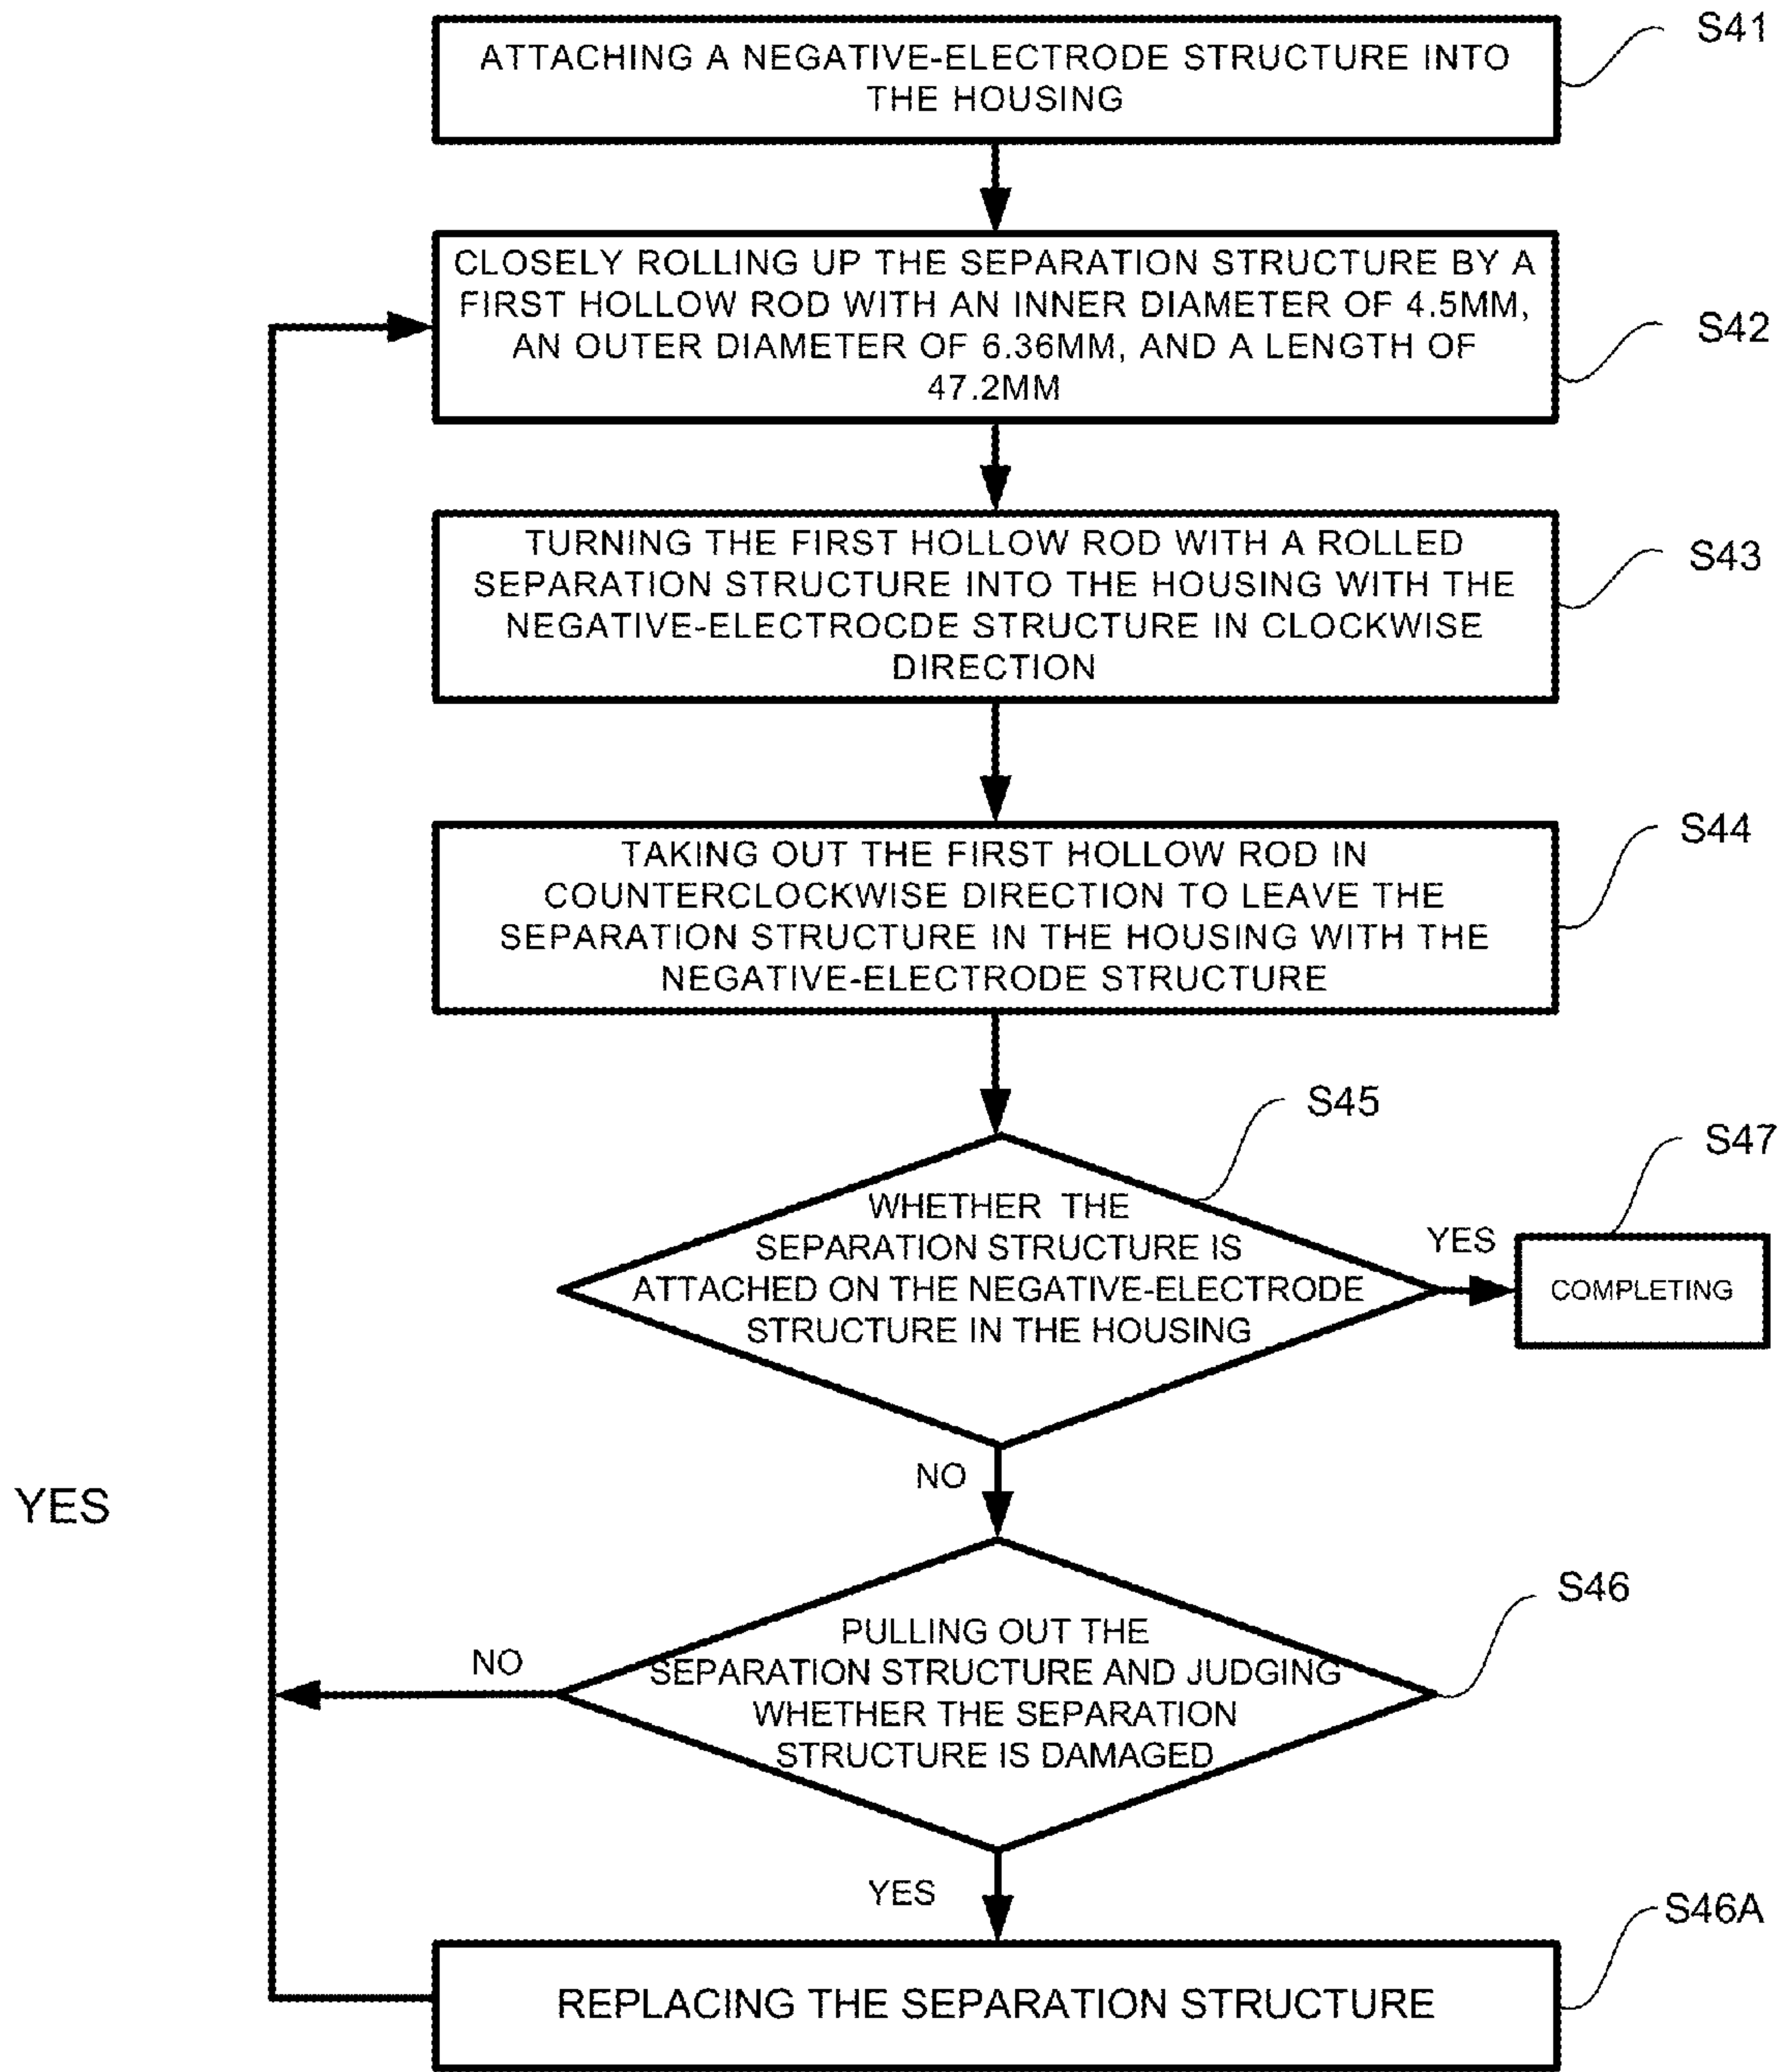 S41
ATTACHING A NEGATIVE-ELECTRODE STRUCTURE INTO
THE HOUSING
CLOSELY ROLLING UP THE SEPARATION STRUCTURE BY A
FIRST HOLLOW ROD WITH AN INNER DIAMETER OF 4.5MM,
AN OUTER DIAMETER OF 6.36MM, AND A LENGTH OF
47.2MM
S42
TURNING THE FIRST HOLLOW ROD WITH A ROLLED
SEPARATION STRUCTURE INTO THE HOUSING WITH THE
NEGATIVE-ELECTROCDE STRUCTURE IN CLOCKWISE
DIRECTION
S43
TAKING OUT THE FIRST HOLLOW ROD IN
COUNTERCLOCKWISE DIRECTION TO LEAVE THE
SEPARATION STRUCTURE IN THE HOUSING WITH THE
NEGATIVE-ELECTRODE STRUCTURE
S44
S45
WHETHER THE
SEPARATION STRUCTURE IS
ATTACHED ON THE NEGATIVE-ELECTRODE
STRUCTURE IN THE HOUSING
YES
S47
COMPLETING
NO
YES
S46
PULLING OUT THE
SEPARATION STRUCTURE AND JUDGING
WHETHER THE SEPARATION
STRUCTURE IS DAMAGED
NO
YES
S46A
REPLACING THE SEPARATION STRUCTURE